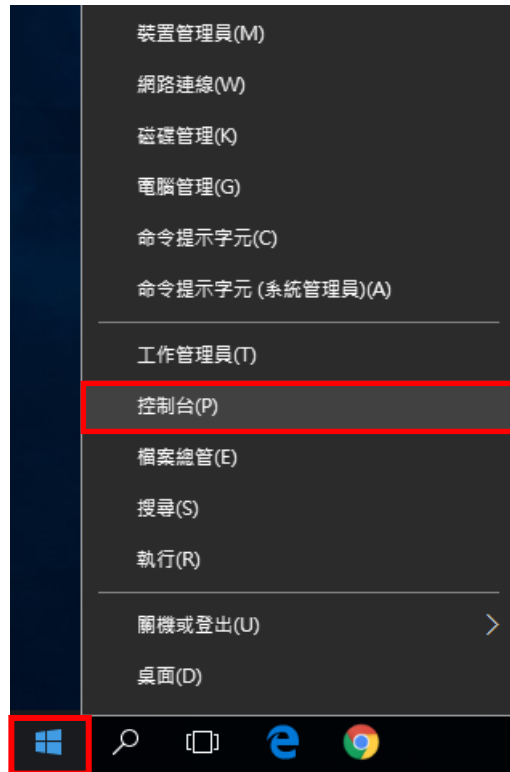 裝置管理員(M)
網路連線(W)
磁碟管理(K)
電腦管理(G)
命令提示字元(C)
命令提示字元 (系統管理員)(A)
工作管理員(T)
控制台(P)
檔案總管(E)
搜尋(S)
執行(R)
關機或登出(U)
桌面(D)